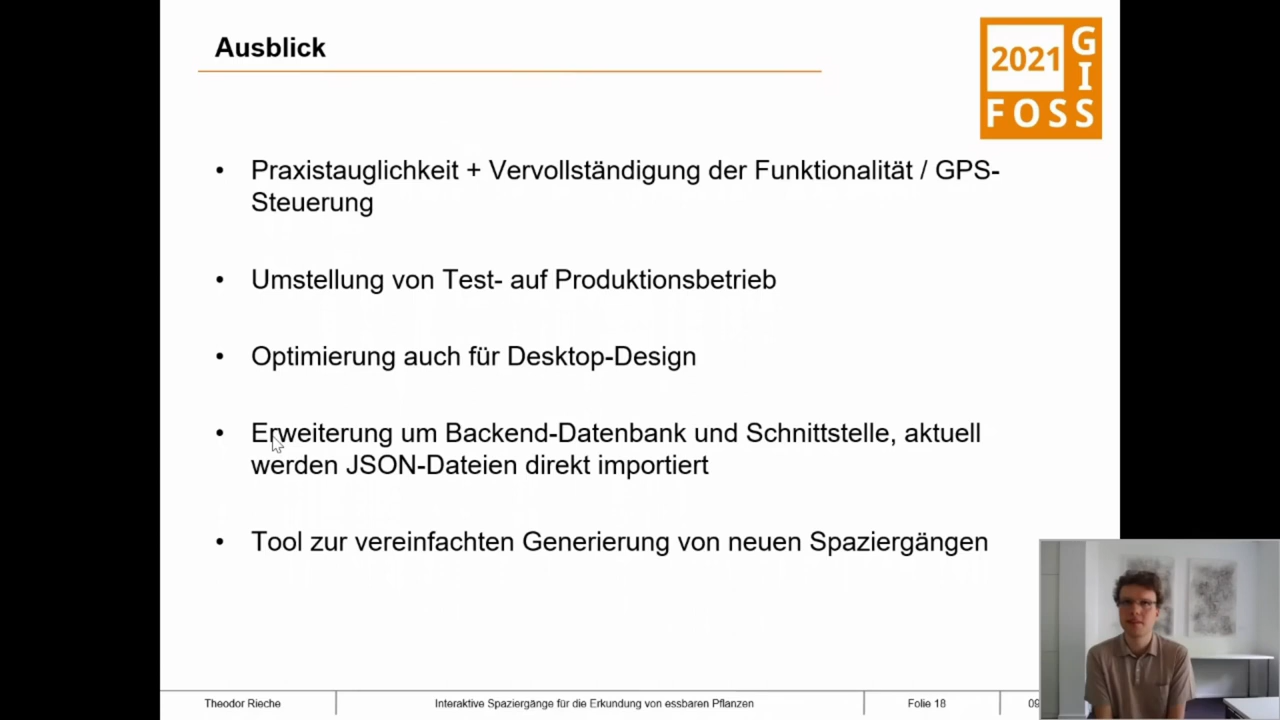 Ausblick
2021
G
I
FOSS
• Praxistauglichkeit + Vervollständigung der Funktionalität / GPS-
Steuerung
• Umstellung von Test- auf Produktionsbetrieb
• Optimierung auch für Desktop-Design
• Erweiterung um Backend-Datenbank und Schnittstelle, aktuell
werden JSON-Dateien direkt importiert
• Tool zur vereinfachten Generierung von neuen Spaziergängen
Theodor Rieche
Interaktive Spaziergänge für die Erkundung von essbaren Pflanzen
Folie 18
09